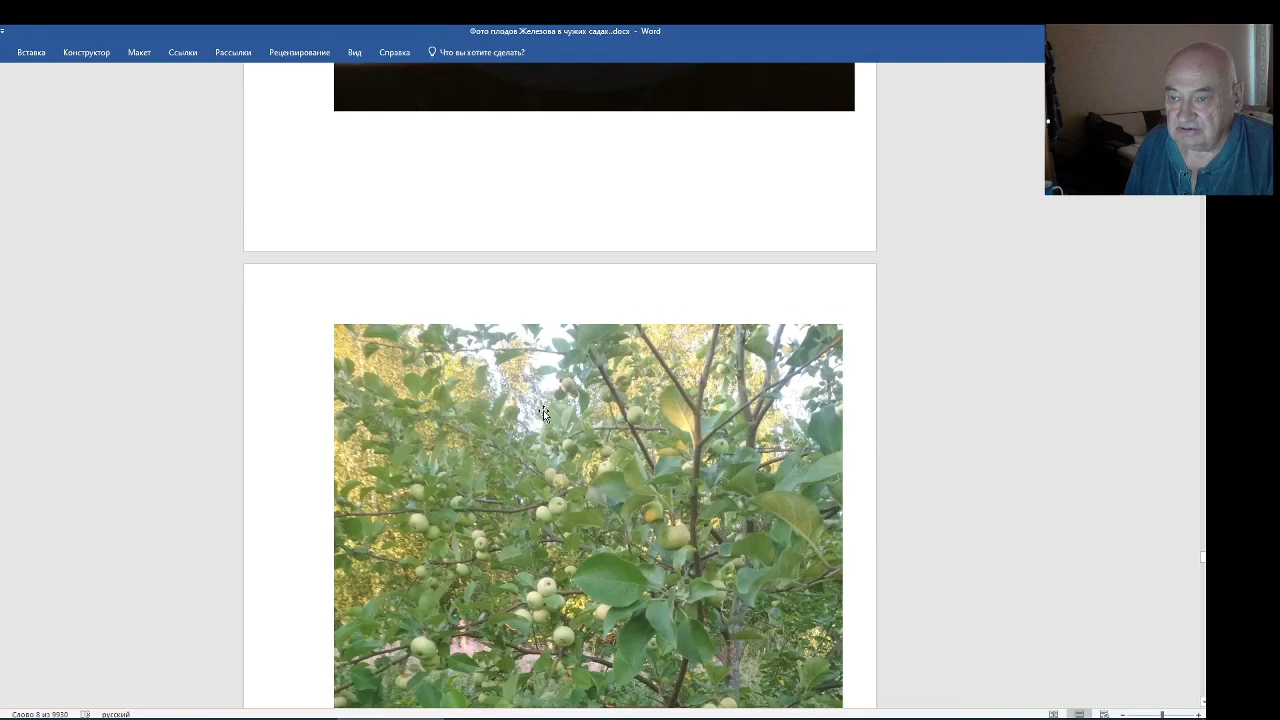 Фото плодов Железова в чужих садах..docx - Word
Вставка Конструктор Макет Ссылки Рассылки Рецензирование Вид Справка Что вы хотите сделать?
Слово 8 из 9930 русский